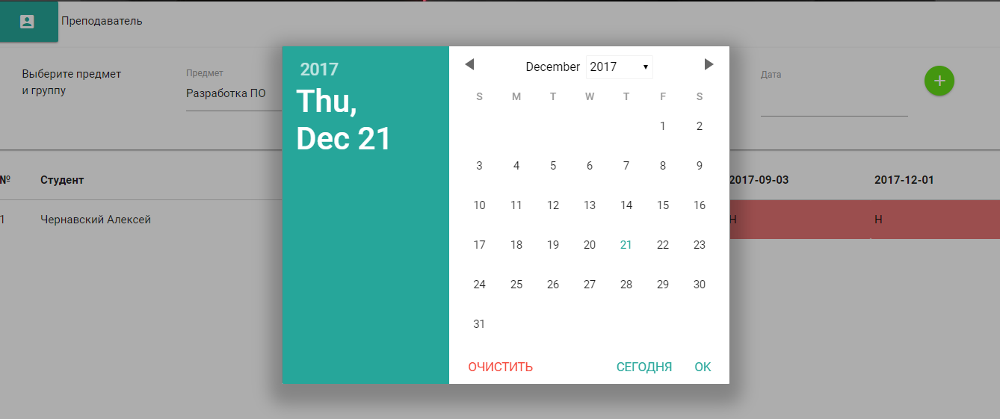 Преподаватель
Выберите предмет
и группу
Предмет
Разработка ПО
Дата
+
№ Студент 2017-09-03 2017-12-01
1 Чернавский Алексей Н Н
2017
Thu,
Dec 21
December 2017
S M T W T F S
1 2
3 4 5 6 7 8 9
10 11 12 13 14 15 16
17 18 19 20 21 22 23
24 25 26 27 28 29 30
31
ОЧИСТИТЬ СЕГОДНЯ ОК